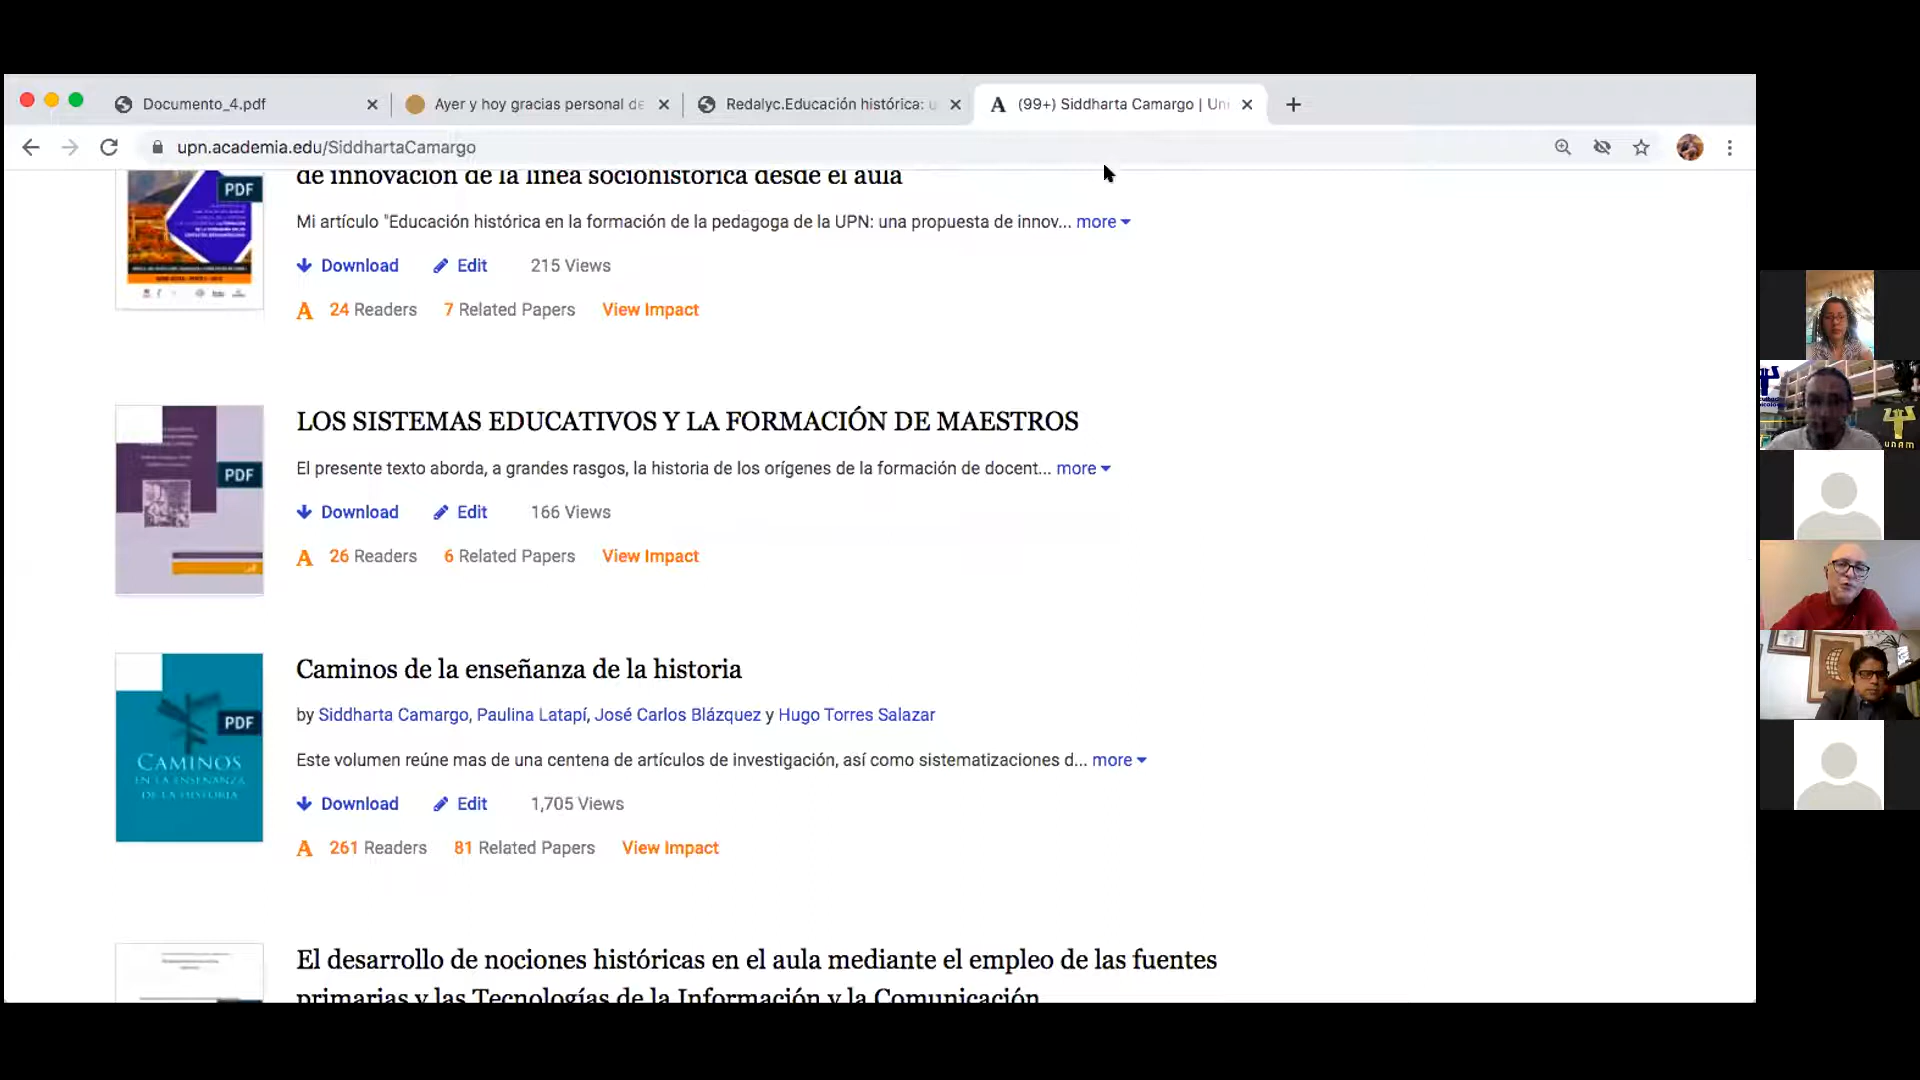 Documento_4.pdf
Ayer y hoy gracias personal de
Redalyc.Educación histórica: u
(99+) Siddharta Camargo | Uni
upn.academia.edu/SiddhartaCamargo
de innovación de la línea sociohistórica desde el aula
PDF
Mi artículo "Educación histórica en la formación de la pedagoga de la UPN: una propuesta de innov... more
Download Edit 215 Views
24 Readers 7 Related Papers View Impact
LOS SISTEMAS EDUCATIVOS Y LA FORMACIÓN DE MAESTROS
PDF
El presente texto aborda, a grandes rasgos, la historia de los orígenes de la formación de docent... more
Download Edit 166 Views
26 Readers 6 Related Papers View Impact
Caminos de la enseñanza de la historia
by Siddharta Camargo, Paulina Latapí, José Carlos Blázquez y Hugo Torres Salazar
PDF
CAMINOS
EN LA ENSEÑANZA
DE LA HISTORIA
Este volumen reúne mas de una centena de artículos de investigación, así como sistematizaciones d... more
Download Edit 1,705 Views
261 Readers 81 Related Papers View Impact
El desarrollo de nociones históricas en el aula mediante el empleo de las fuentes
primarias y las Tecnologías de la Información y la Comunicación
UNAM